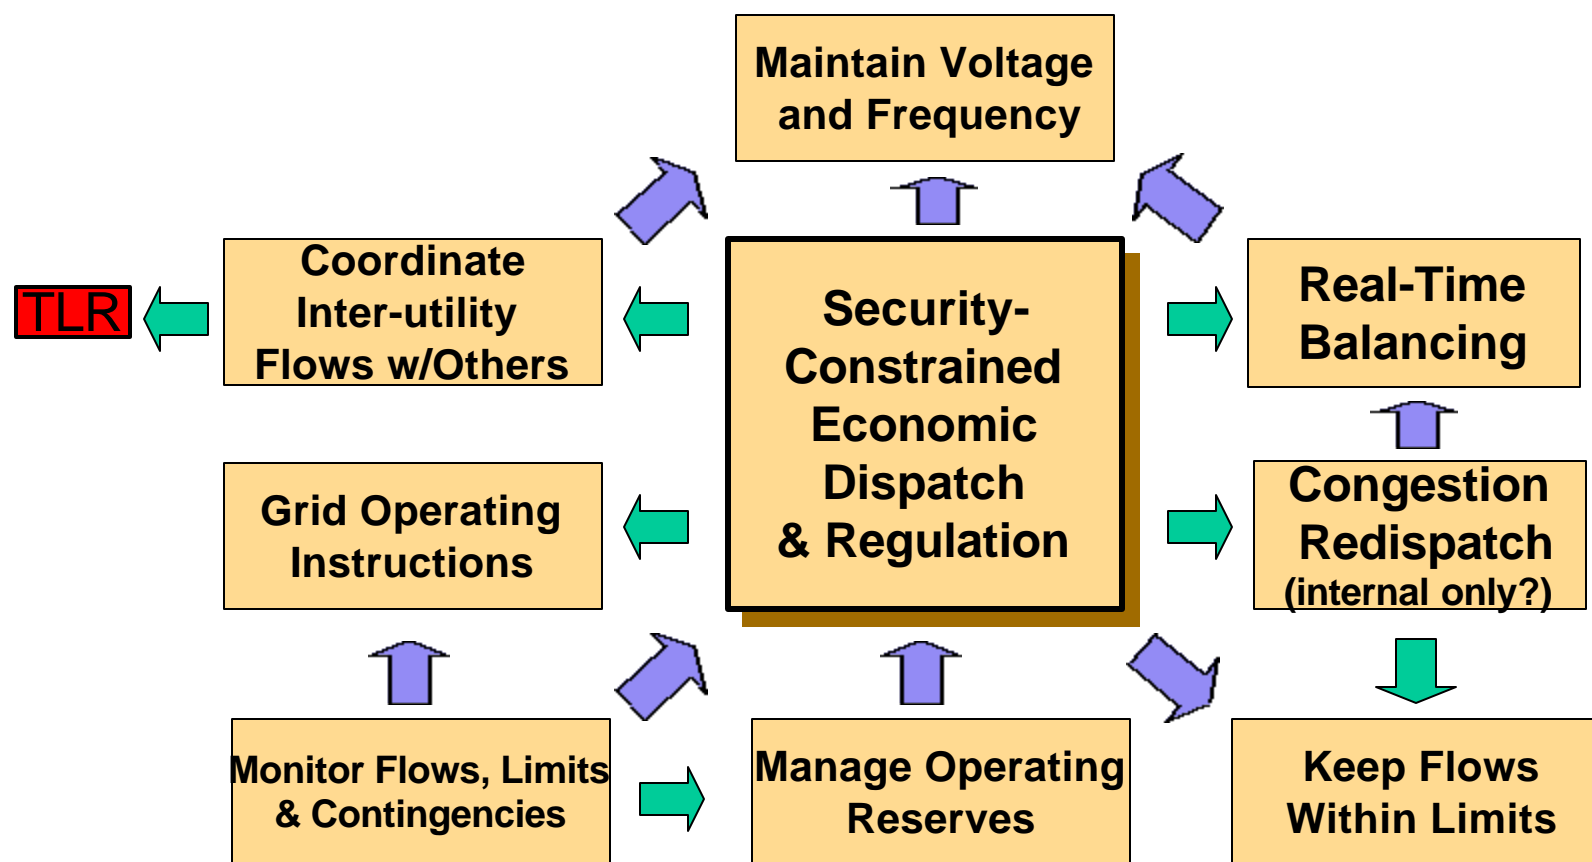 Maintain Voltage
and Frequency
TLR
Coordinate
Inter-utility
Flows w/Others
Security-
Constrained
Economic
Dispatch
& Regulation
Real-Time
Balancing
Grid Operating
Instructions
Congestion
Redispatch
(internal only?)
Monitor Flows, Limits
& Contingencies
Manage Operating
Reserves
Keep Flows
Within Limits